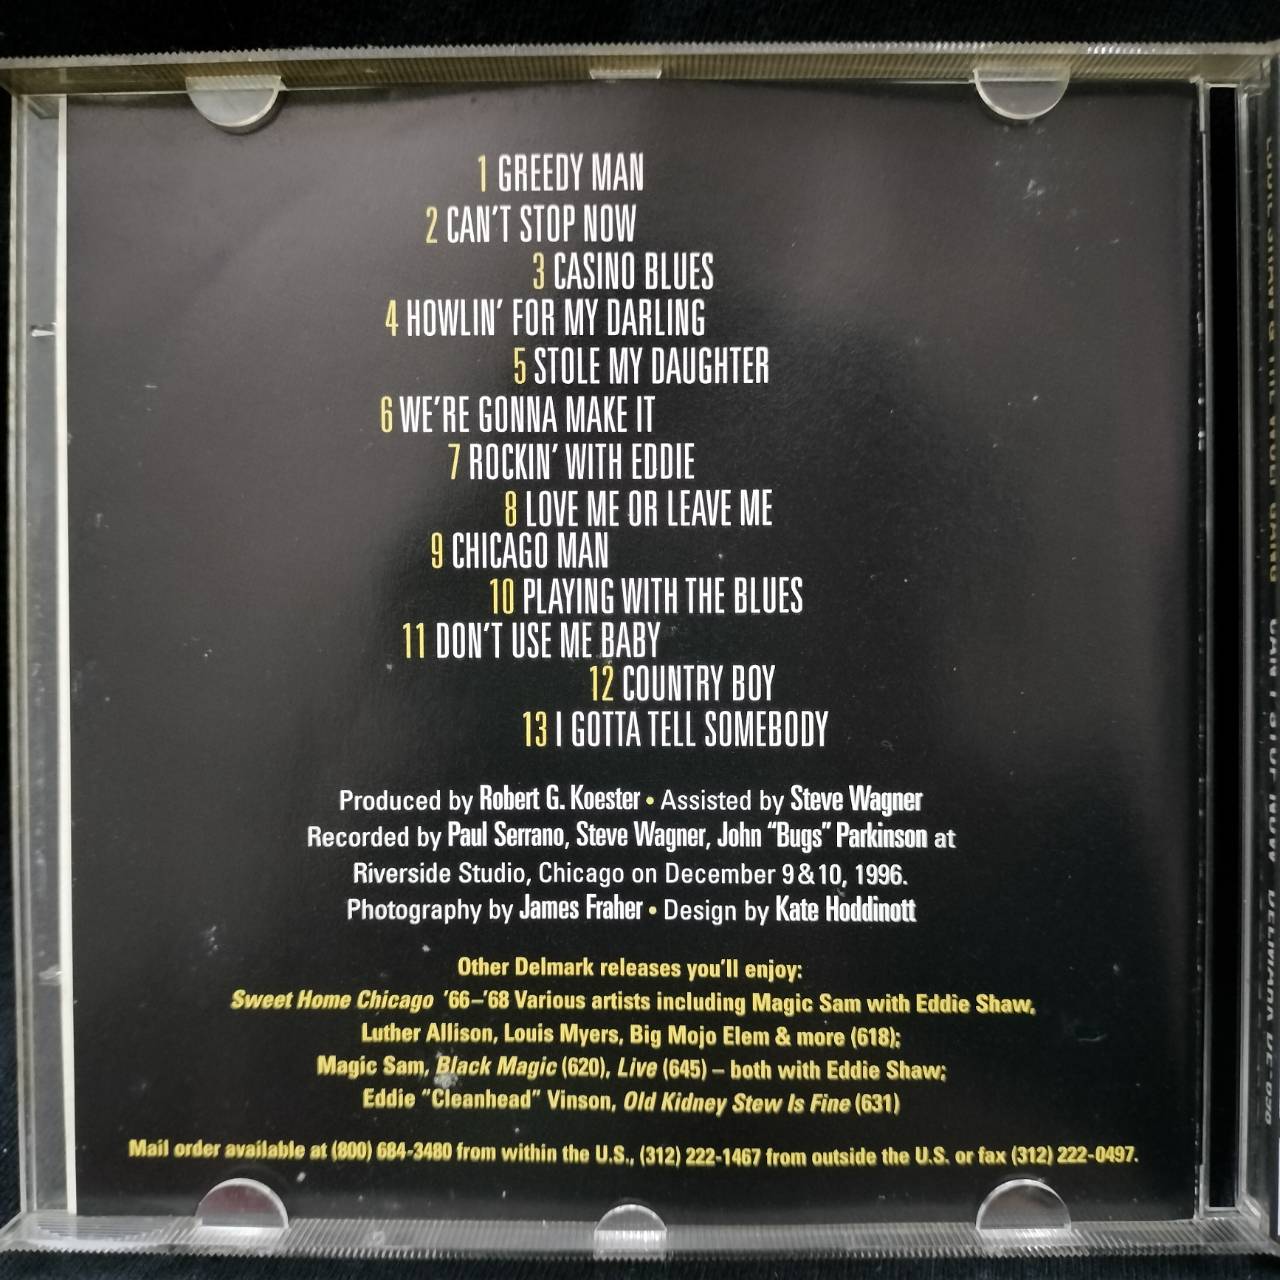 1 GREEDY MAN
2 CAN'T STOP NOW
3 CASINO BLUES
4 HOWLIN' FOR MY DARLING
5 STOLE MY DAUGHTER
6 WE'RE GONNA MAKE IT
7 ROCKIN' WITH EDDIE
8 LOVE ME OR LEAVE ME
9 CHICAGO MAN
10 PLAYING WITH THE BLUES
11 DON'T USE ME BABY
12 COUNTRY BOY
13 I GOTTA TELL SOMEBODY
Produced by Robert G. Koester • Assisted by Steve Wagner
Recorded by Paul Serrano, Steve Wagner, John "Bugs" Parkinson at
Riverside Studio, Chicago on December 9 & 10, 1996.
Photography by James Fraher • Design by Kate Hoddinott
Other Delmark releases you'll enjoy:
Sweet Home Chicago '66–'68 Various artists including Magic Sam with Eddie Shaw,
Luther Allison, Louis Myers, Big Mojo Elem & more (618);
Magic Sam, Black Magic (620), Live (645) – both with Eddie Shaw;
Eddie "Cleanhead" Vinson, Old Kidney Stew Is Fine (631)
Mail order available at (800) 684-3480 from within the U.S., (312) 222-1467 from outside the U.S. or fax (312) 222-0497.